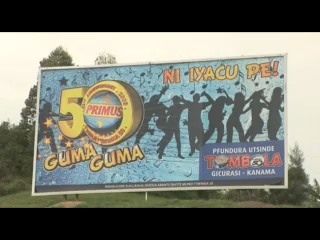 NI IYACU PE!
50
PRIMUS
GUMA GUMA
PFUNDURA UTSINDE
TOMBOLA
GICURASI - KANAMA